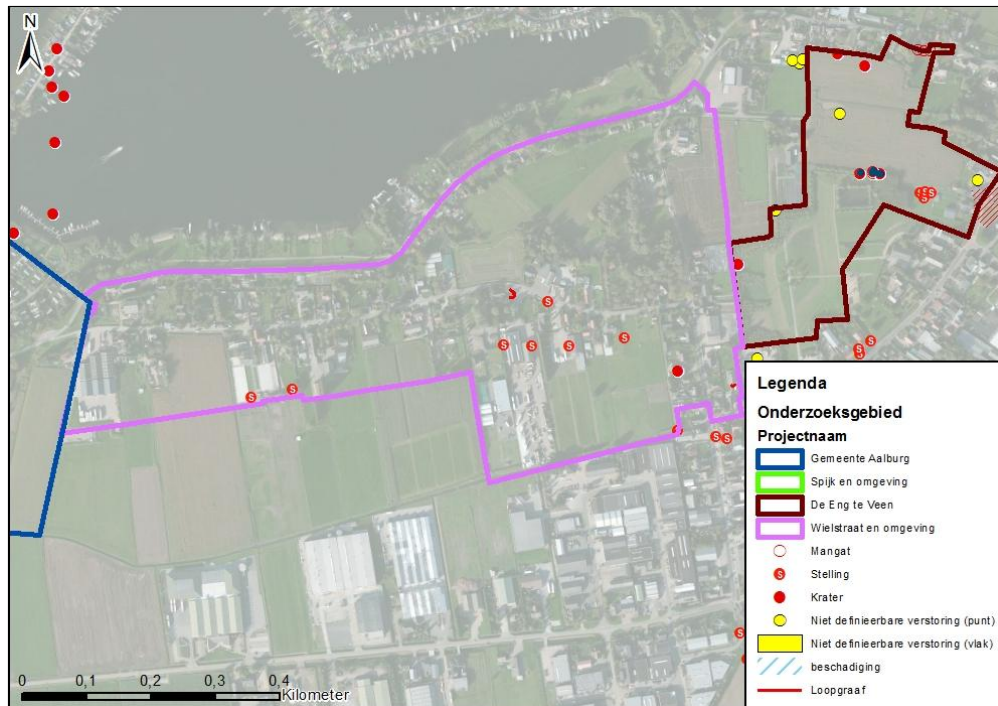 N
S
S
S
S
S
S
S
S
S
S
S
S
S
Legenda
Onderzoeksgebied
Projectnaam
Gemeente Aalburg
Spijk en omgeving
De Eng te Veen
Wielstraat en omgeving
Mangat
S Stelling
Krater
Niet definieerbare verstoring (punt)
Niet definieerbare verstoring (vlak)
beschadiging
Loopgraaf
0 0,1 0,2 0,3 0,4
Kilometer